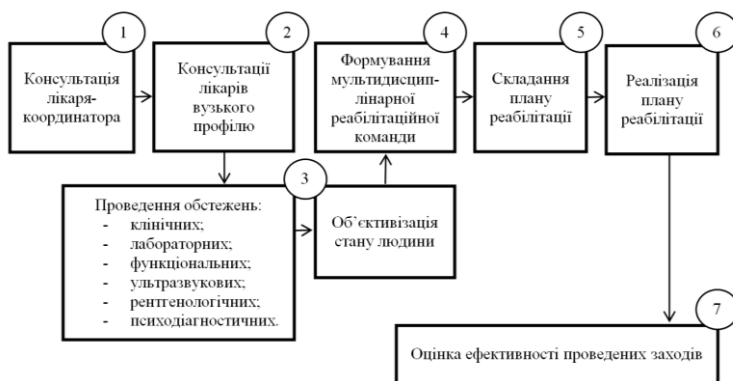 1
Консультація
лікаря-
координатора
2
Консультації
лікарів
вузького
профілю
3
Проведення обстежень:
- клінічних;
- лабораторних;
- функціональних;
- ультразвукових;
- рентгенологічних;
- психодіагностичних.
Об’єктивізація
стану людини
4
Формування
мультидисцип-
лінарної
реабілітаційної
команди
5
Складання
плану
реабілітації
6
Реалізація
плану
реабілітації
7
Оцінка ефективності проведених заходів